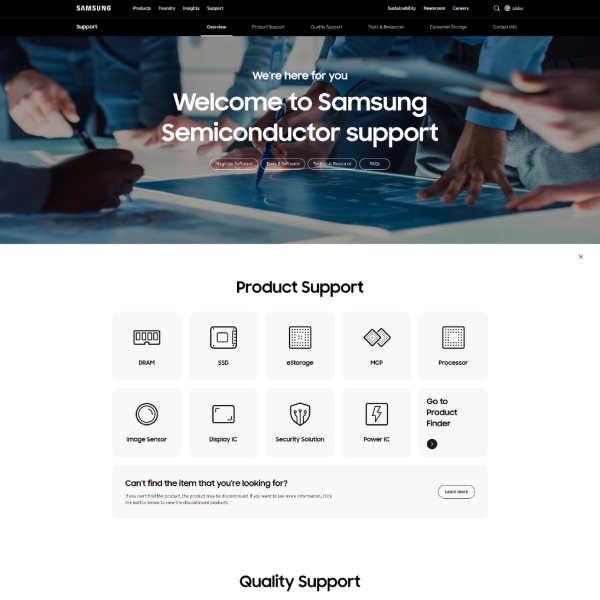 SAMSUNG
Products Foundry Insights Support
Sustainability Newsroom Careers Global
Support
Overview Product Support Quality Support Tools & Resources Consumer Storage Contact Info
We're here for you
Welcome to Samsung
Semiconductor support
Magician Software Tools & Software Technical Resource FAQs
Product Support
DRAM SSD eStorage MCP Processor
Image Sensor Display IC Security Solution Power IC
Go to
Product
Finder
Can't find the item that you're looking for?
If you can't find the product, the product may be discontinued. If you want to see more information, click
the button below to view the discontinued products.
Learn more
Quality Support